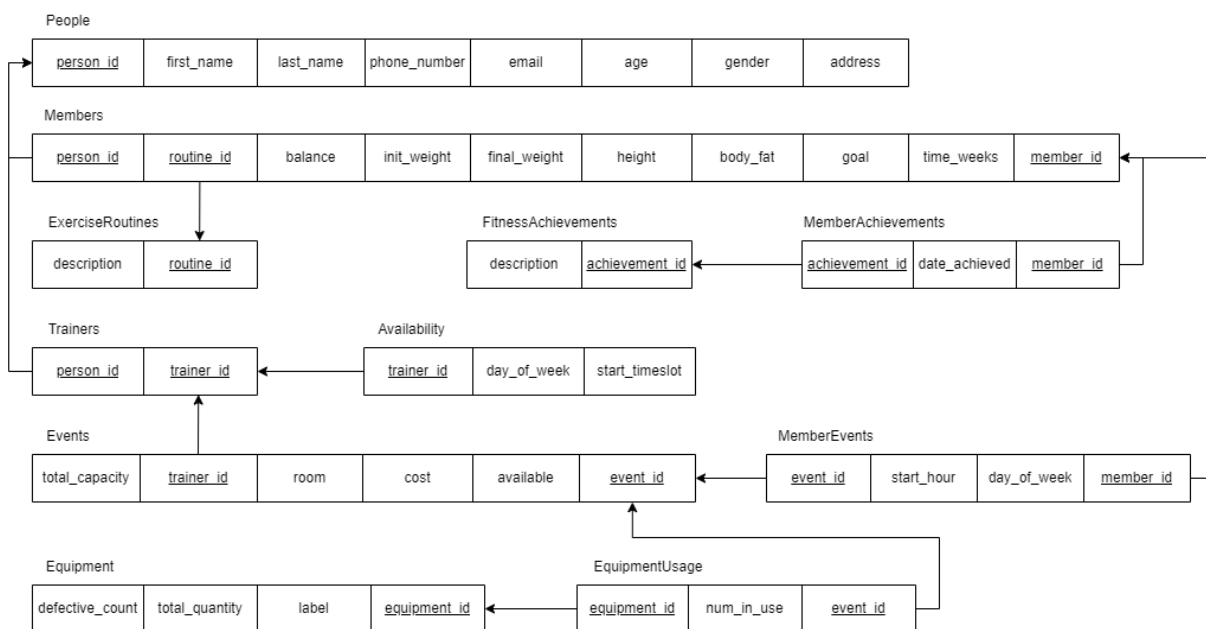 People
person_id first_name last_name phone_number email age gender address
Members
person_id routine_id balance init_weight final_weight height body_fat goal time_weeks member_id
ExerciseRoutines FitnessAchievements MemberAchievements
description routine_id description achievement_id achievement_id date_achieved member_id
Trainers Availability
person_id trainer_id trainer_id day_of_week start_timeslot
Events MemberEvents
total_capacity trainer_id room cost available event_id event_id start_hour day_of_week member_id
Equipment EquipmentUsage
defective_count total_quantity label equipment_id equipment_id num_in_use event_id